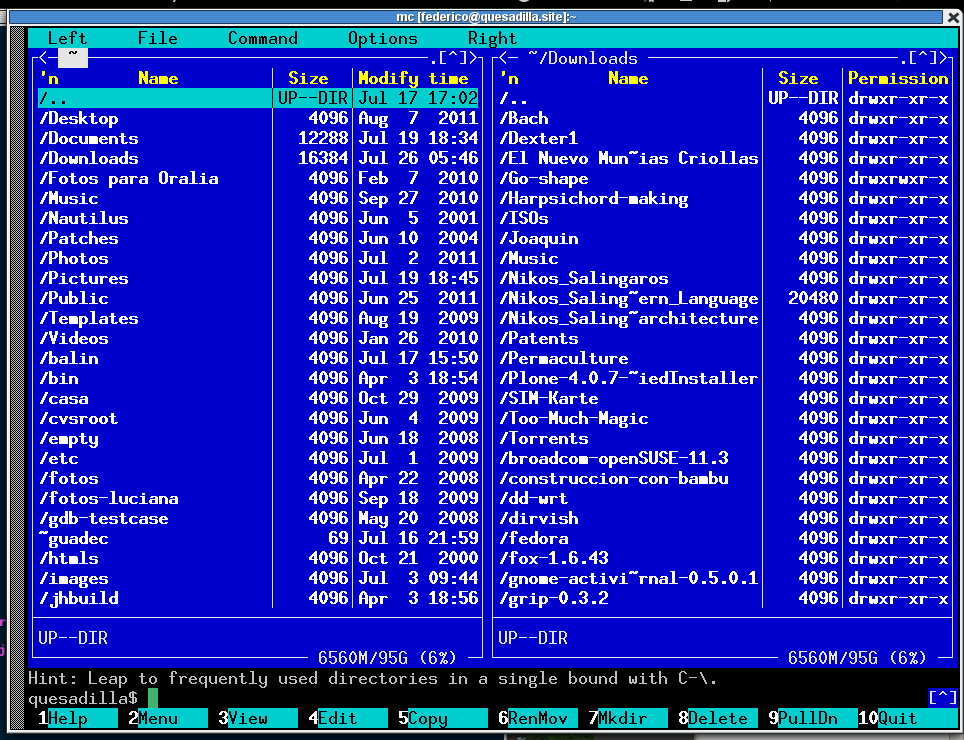 mc [federico@quesadilla.site]:~
Left File Command Options Right
<- ~ .[^]>
'n Name Size Modify time
/.. UP--DIR Jul 17 17:02
/Desktop 4096 Aug 7 2011
/Documents 12288 Jul 19 18:34
/Downloads 16384 Jul 26 05:46
/Fotos para Oralia 4096 Feb 7 2010
/Music 4096 Sep 27 2010
/Nautilus 4096 Jun 5 2001
/Patches 4096 Jun 10 2004
/Photos 4096 Jul 2 2011
/Pictures 4096 Jul 19 18:45
/Public 4096 Jun 25 2011
/Templates 4096 Aug 19 2009
/Videos 4096 Jan 26 2010
/balin 4096 Jul 17 15:50
/bin 4096 Apr 3 18:54
/casa 4096 Oct 29 2009
/cvsroot 4096 Jun 4 2009
/empty 4096 Jun 18 2008
/etc 4096 Jul 1 2009
/fotos 4096 Apr 22 2008
/fotos-luciana 4096 Sep 18 2009
/gdb-testcase 4096 May 20 2008
~guadec 69 Jul 16 21:59
/htmls 4096 Oct 21 2000
/images 4096 Jul 3 09:44
/jhbuild 4096 Apr 3 18:56
UP--DIR
6560M/95G (6%)
<- ~/Downloads .[^]>
'n Name Size Permission
/.. UP--DIR drwxr-xr-x
/Bach 4096 drwxr-xr-x
/Dexter1 4096 drwxr-xr-x
/El Nuevo Mun~ias Criollas 4096 drwxr-xr-x
/Go-shape 4096 drwxrwxr-x
/Harpsichord-making 4096 drwxr-xr-x
/ISOs 4096 drwxr-xr-x
/Joaquin 4096 drwxr-xr-x
/Music 4096 drwxr-xr-x
/Nikos_Salingaros 4096 drwxr-xr-x
/Nikos_Saling~ern_Language 20480 drwxr-xr-x
/Nikos_Saling~architecture 4096 drwxr-xr-x
/Patents 4096 drwxr-xr-x
/Permaculture 4096 drwxr-xr-x
/Plone-4.0.7-~iedInstaller 4096 drwxr-xr-x
/SIM-Karte 4096 drwxr-xr-x
/Too-Much-Magic 4096 drwxr-xr-x
/Torrents 4096 drwxr-xr-x
/broadcom-openSUSE-11.3 4096 drwxr-xr-x
/construccion-con-bambu 4096 drwxr-xr-x
/dd-wrt 4096 drwxr-xr-x
/dirvish 4096 drwxr-xr-x
/fedora 4096 drwxr-xr-x
/fox-1.6.43 4096 drwxr-xr-x
/gnome-activi~rnal-0.5.0.1 4096 drwxr-xr-x
/grip-0.3.2 4096 drwxr-xr-x
UP--DIR
6560M/95G (6%)
Hint: Leap to frequently used directories in a single bound with C-\.
quesadilla$ [^]
1Help 2Menu 3View 4Edit 5Copy 6RenMov 7Mkdir 8Delete 9PullDn 10Quit